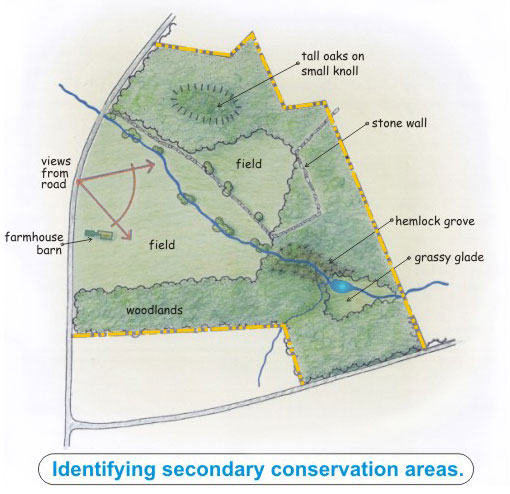 tall oaks on
small knoll
stone wall
field
views
from
road
hemlock grove
farmhouse
barn
field
grassy glade
woodlands
Identifying secondary conservation areas.